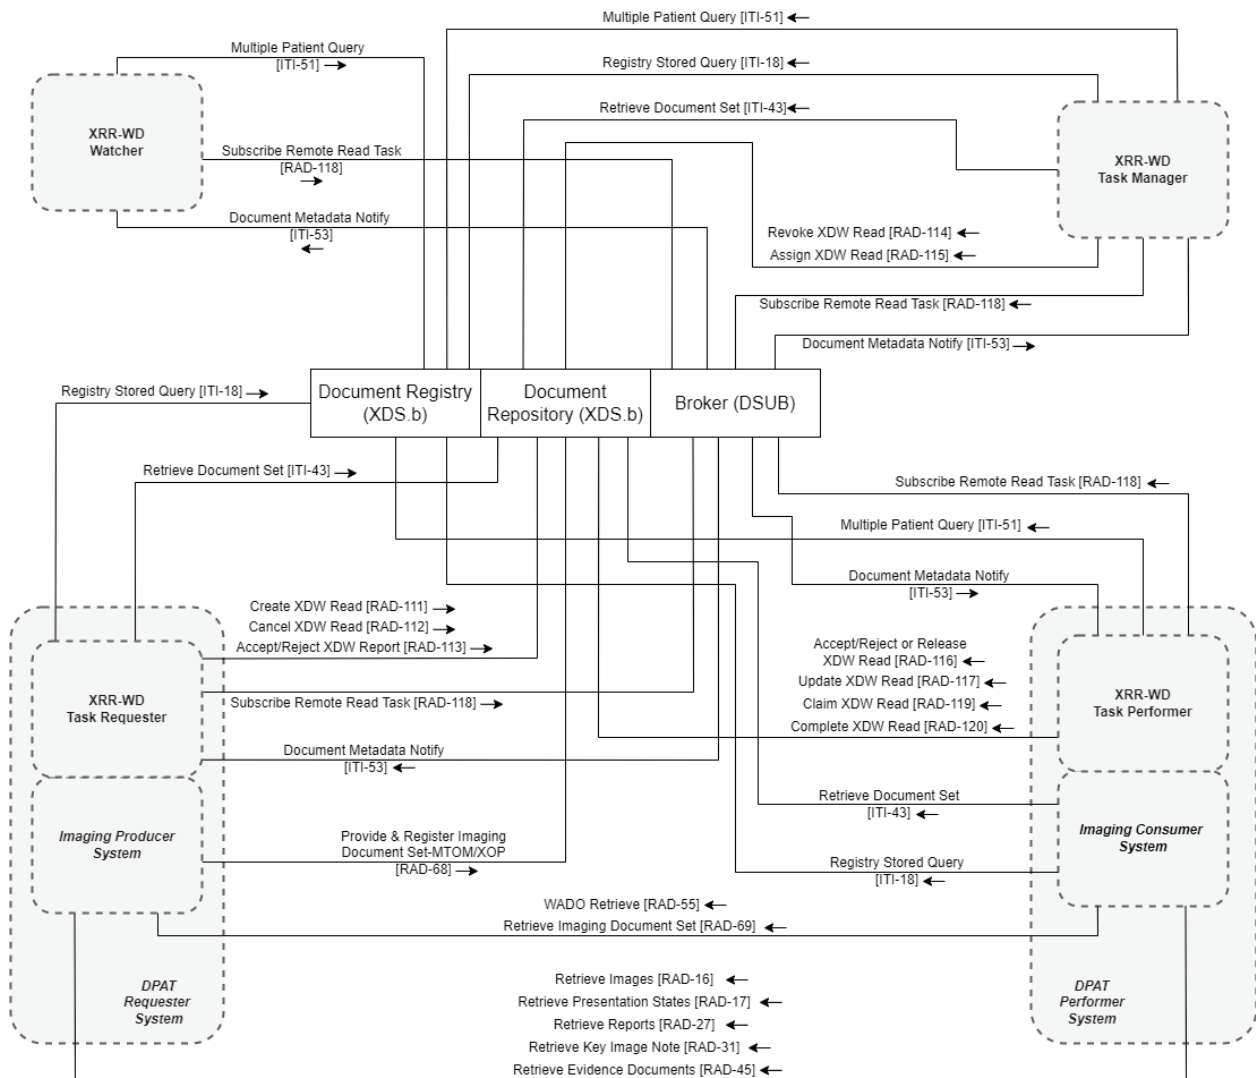 Multiple Patient Query [ITI-51]
Multiple Patient Query
[ITI-51]
Registry Stored Query [ITI-18]
Retrieve Document Set [ITI-43]
XRR-WD
Watcher
Subscribe Remote Read Task
[RAD-118]
XRR-WD
Task Manager
Document Metadata Notify
[ITI-53]
Revoke XDW Read [RAD-114]
Assign XDW Read [RAD-115]
Subscribe Remote Read Task [RAD-118]
Document Metadata Notify [ITI-53]
Registry Stored Query [ITI-18]
Document Registry
(XDS.b)
Document
Repository (XDS.b)
Broker (DSUB)
Retrieve Document Set [ITI-43]
Subscribe Remote Read Task [RAD-118]
Multiple Patient Query [ITI-51]
Document Metadata Notify
[ITI-53]
Create XDW Read [RAD-111]
Cancel XDW Read [RAD-112]
Accept/Reject XDW Report [RAD-113]
Accept/Reject or Release
XDW Read [RAD-116]
Update XDW Read [RAD-117]
Claim XDW Read [RAD-119]
Complete XDW Read [RAD-120]
XRR-WD
Task Requester
XRR-WD
Task Performer
Subscribe Remote Read Task [RAD-118]
Document Metadata Notify
[ITI-53]
Retrieve Document Set
[ITI-43]
Imaging Producer
System
Provide & Register Imaging
Document Set-MTOM/XOP
[RAD-68]
Imaging Consumer
System
Registry Stored Query
[ITI-18]
WADO Retrieve [RAD-55]
Retrieve Imaging Document Set [RAD-69]
DPAT
Requester
System
DPAT
Performer
System
Retrieve Images [RAD-16]
Retrieve Presentation States [RAD-17]
Retrieve Reports [RAD-27]
Retrieve Key Image Note [RAD-31]
Retrieve Evidence Documents [RAD-45]